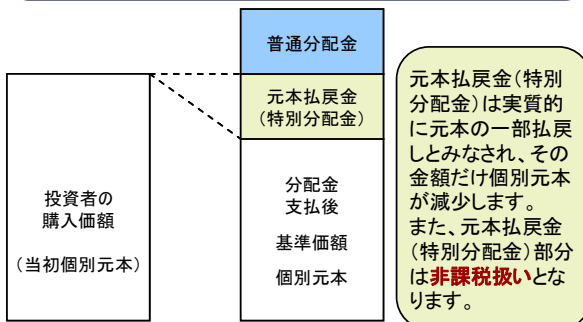 普通分配金
元本払戻金
(特別分配金)
投資者の
購入価額
(当初個別元本)
分配金
支払後
基準価額
個別元本
元本払戻金(特別
分配金)は実質的
に元本の一部払戻
しとみなされ、その
金額だけ個別元本
が減少します。
また、元本払戻金
(特別分配金)部分
は非課税扱いとな
ります。